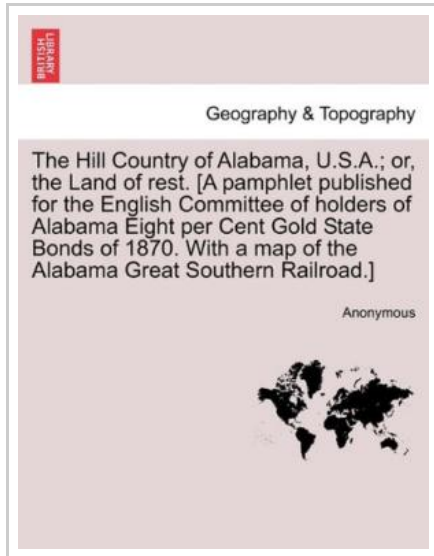 BRITISH
LIBRARY
Geography & Topography
The Hill Country of Alabama, U.S.A.; or,
the Land of rest. [A pamphlet published
for the English Committee of holders of
Alabama Eight per Cent Gold State
Bonds of 1870. With a map of the
Alabama Great Southern Railroad.]
Anonymous